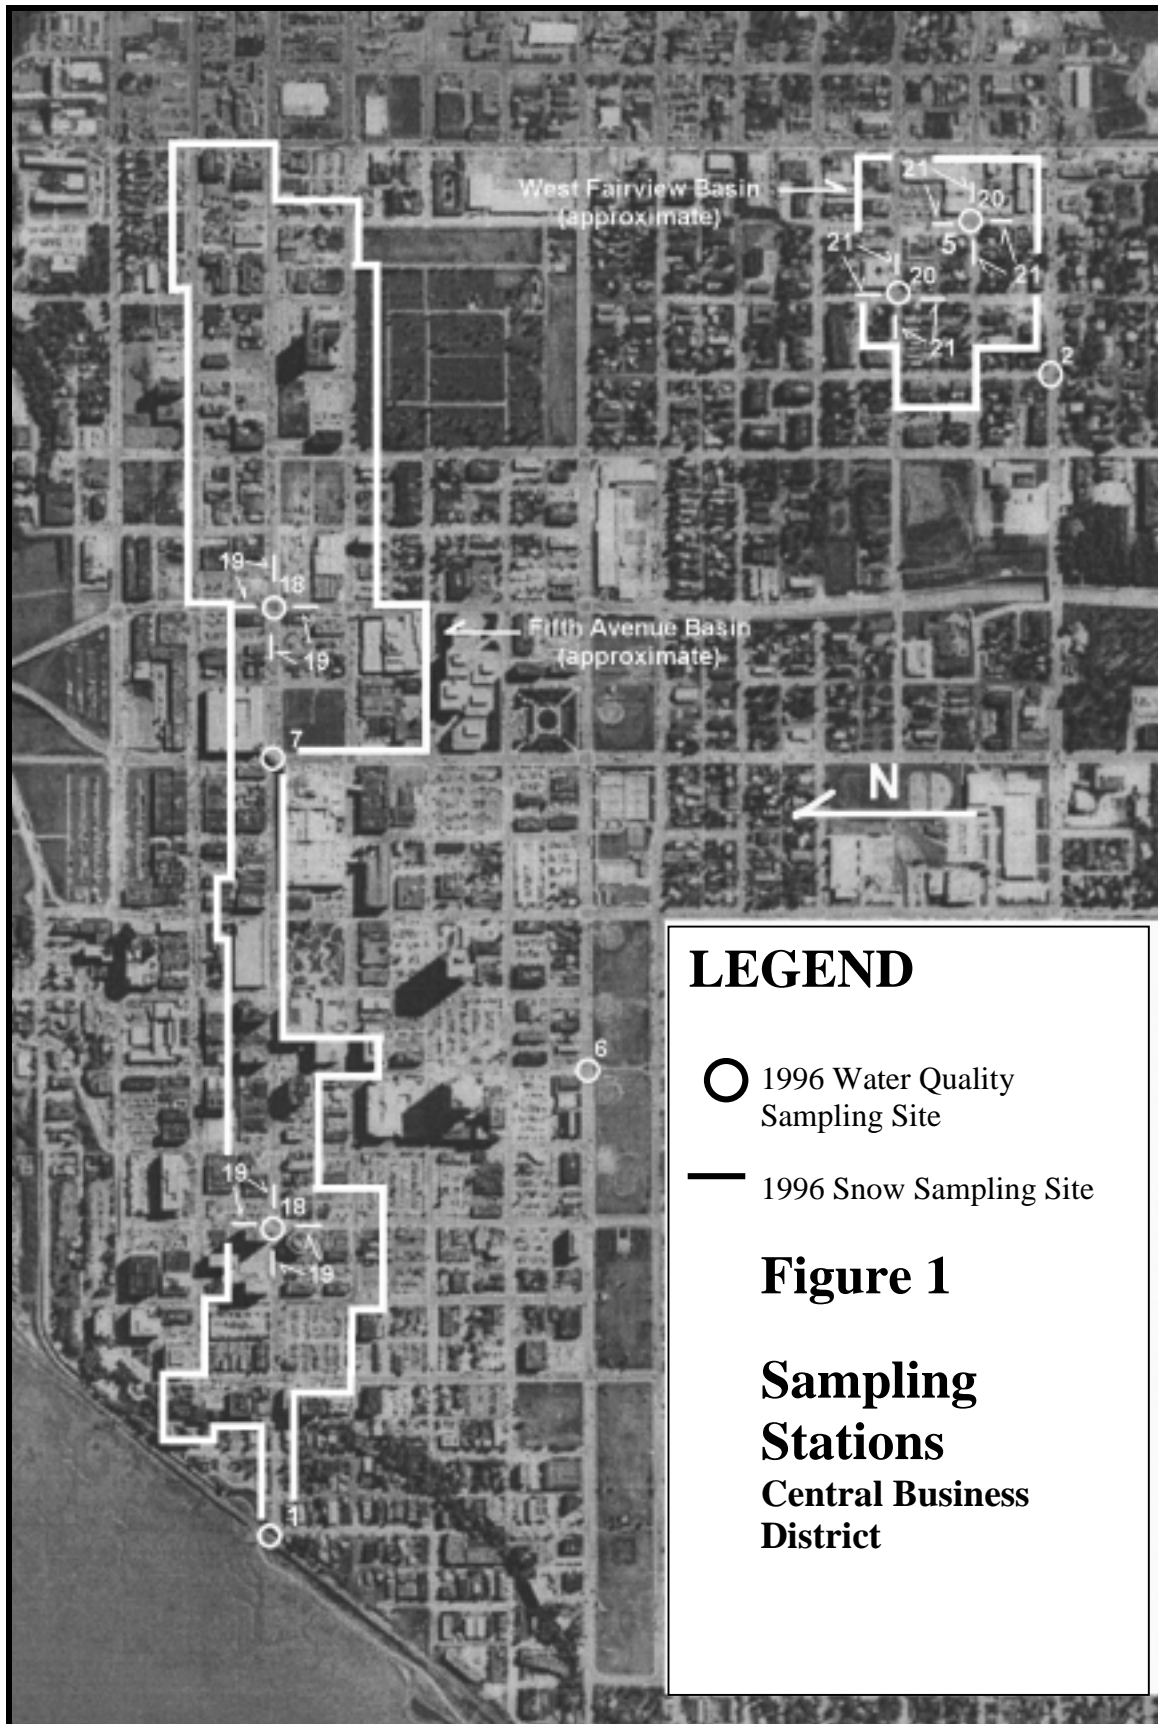 21
West Fairview Basin
(approximate)
20
21
5
21
20
21
2
19
18
Fifth Avenue Basin
(approximate)
19
7
N
LEGEND
6
1996 Water Quality
Sampling Site
19
1996 Snow Sampling Site
18
19
Figure 1
Sampling
Stations
Central Business
District
1